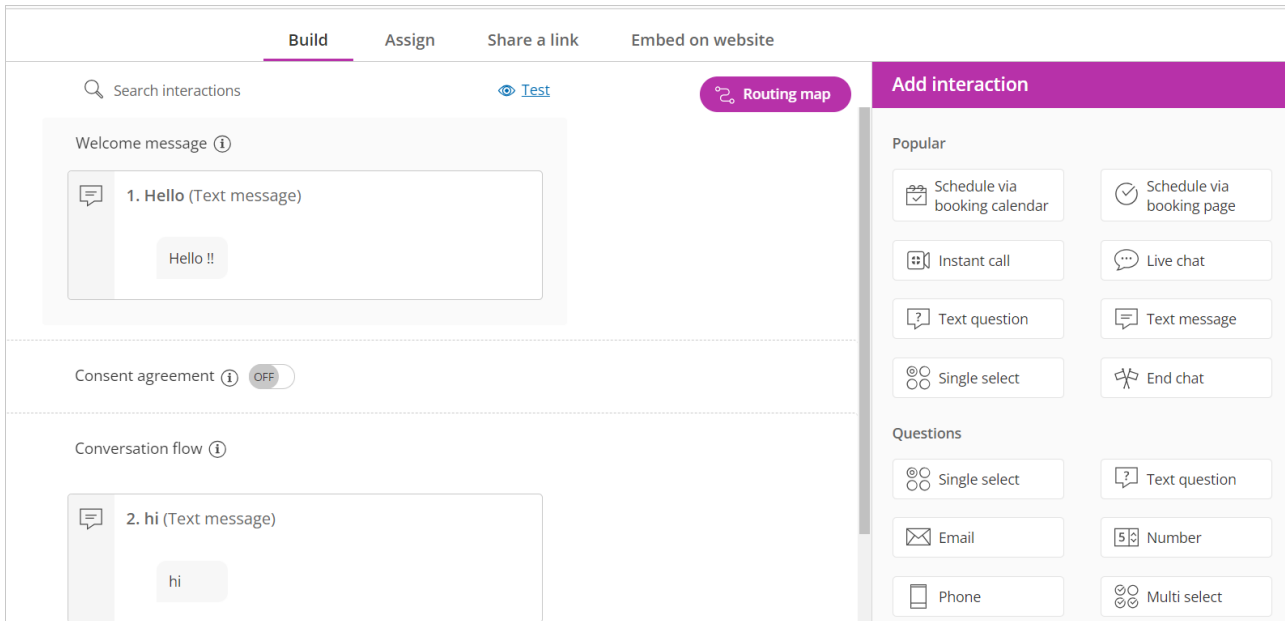 Build Assign Share a link Embed on website
Search interactions
Test
Routing map
Welcome message
1. Hello (Text message)
Hello !!
Consent agreement
OFF
Conversation flow
2. hi (Text message)
hi
Add interaction
Popular
Schedule via
booking calendar
Schedule via
booking page
Instant call
Live chat
Text question
Text message
Single select
End chat
Questions
Single select
Text question
Email
5
Number
Phone
Multi select